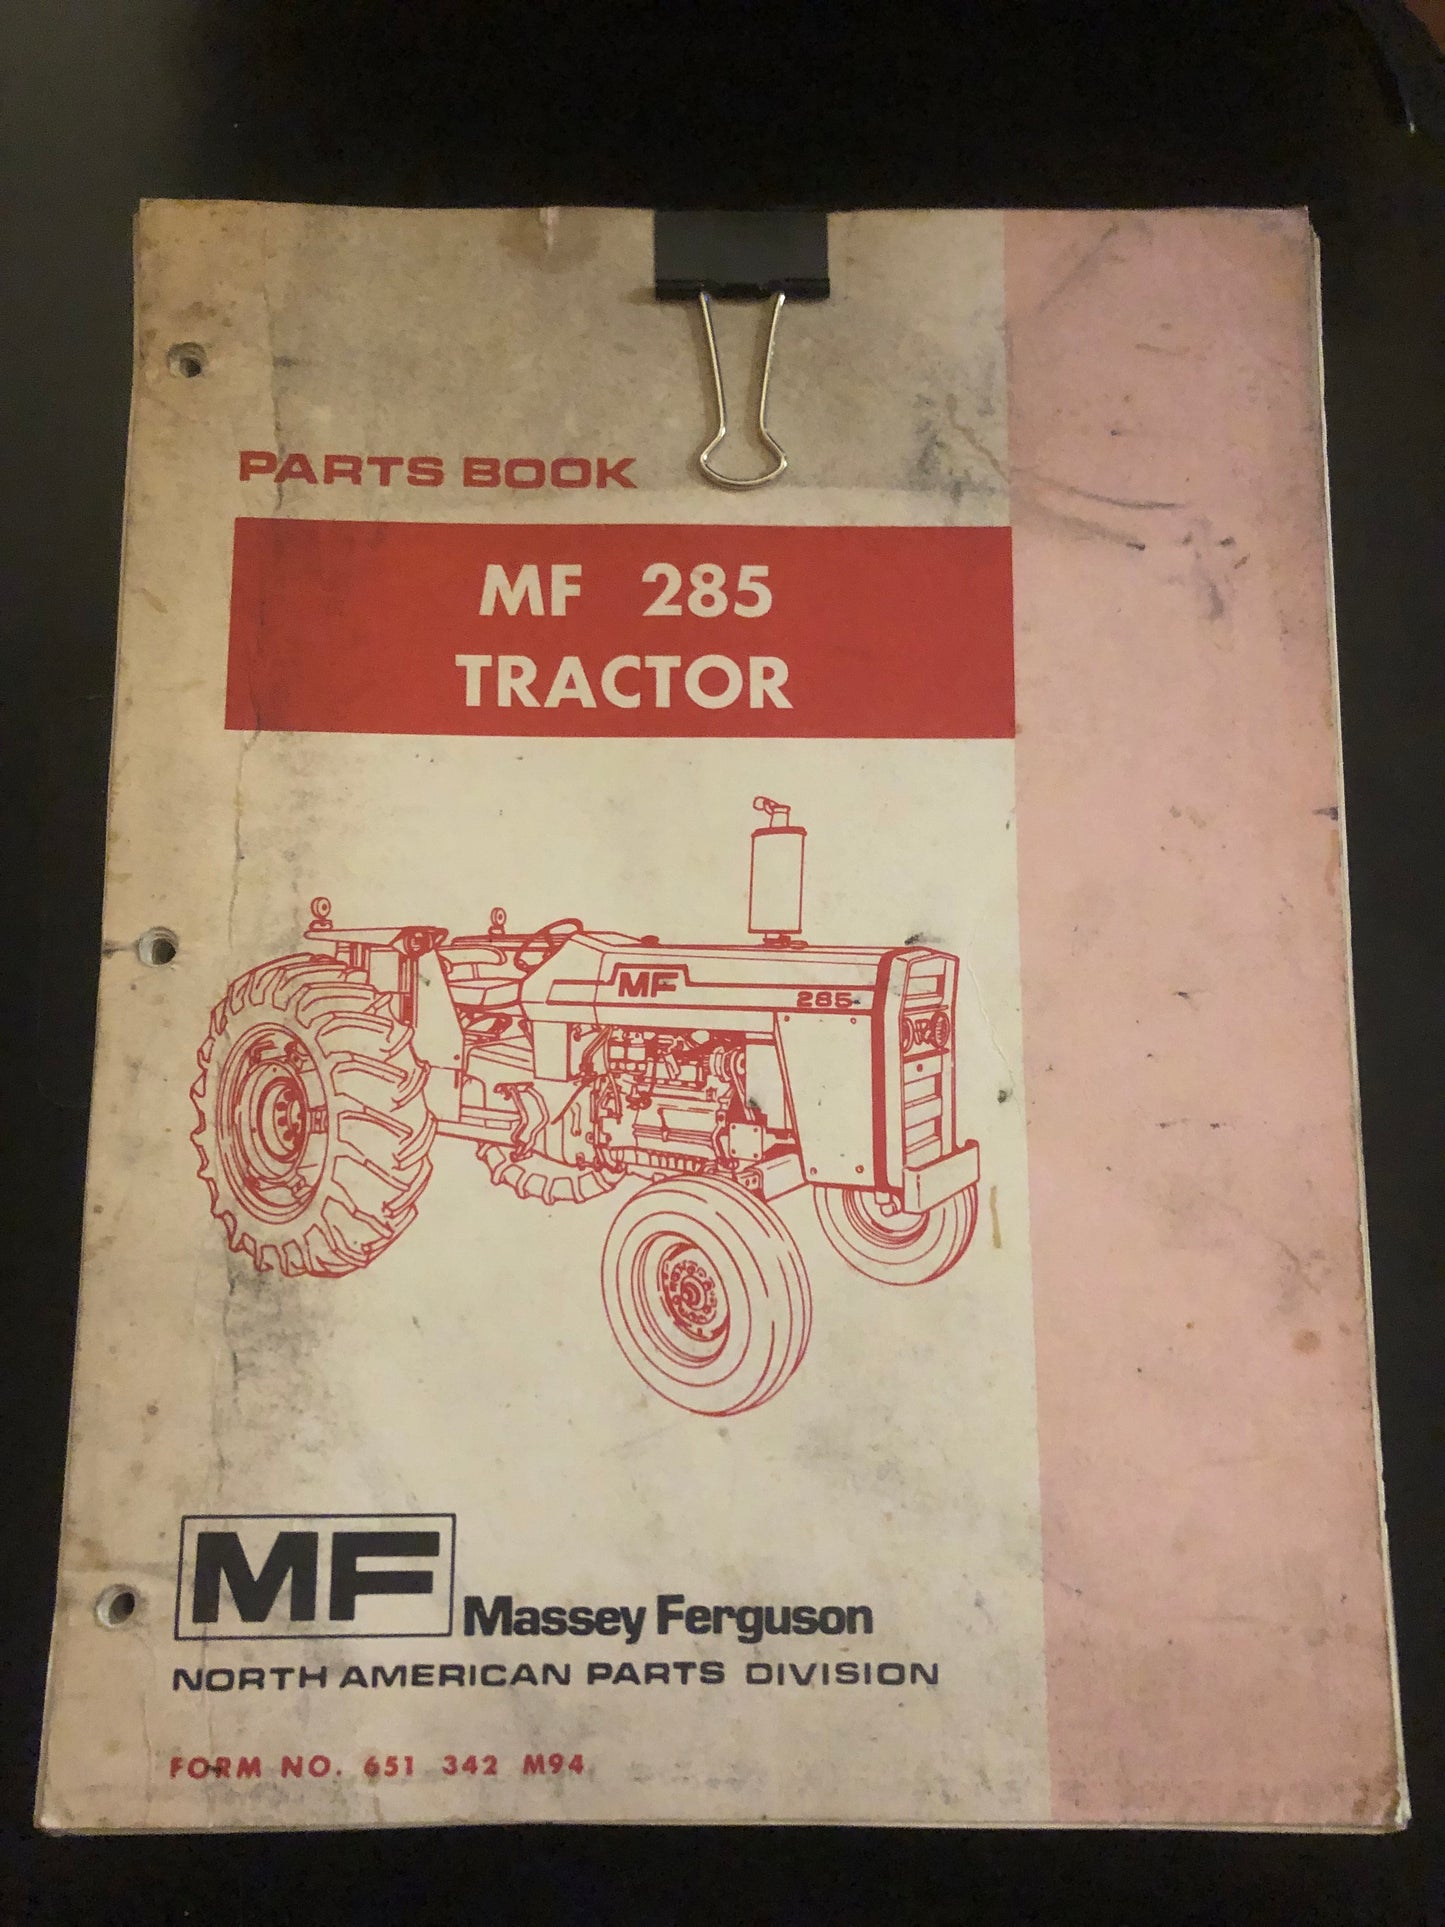 PARTS BOOK
MF 285
TRACTOR
MF
285
MF Massey Ferguson
NORTH AMERICAN PARTS DIVISION
FORM NO. 651 342 M94